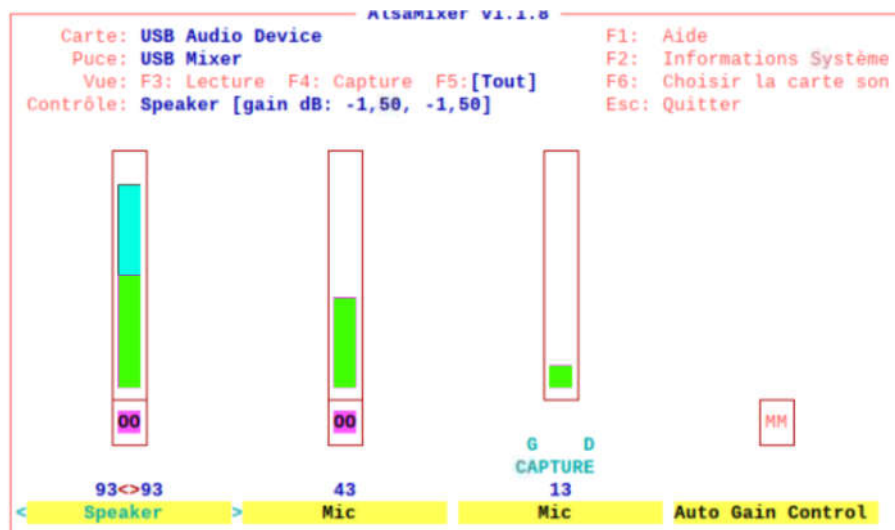 AlsaMixer v1.1.8
Carte: USB Audio Device F1: Aide
Puce: USB Mixer F2: Informations Système
Vue: F3: Lecture F4: Capture F5:[Tout] F6: Choisir la carte son
Contrôle: Speaker [gain dB: -1,50, -1,50] Esc: Quitter
OO OO MM
G D
CAPTURE
93<>93 43 13
< Speaker > Mic Mic Auto Gain Control